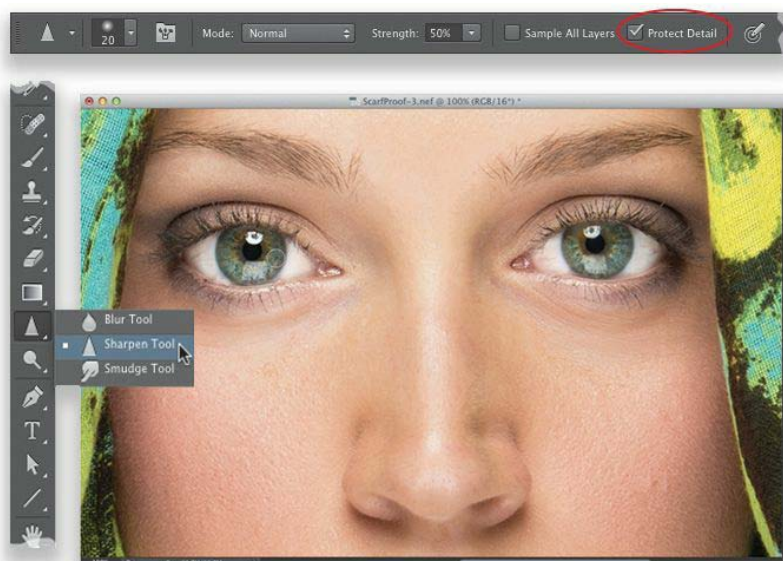 20 Mode: Normal Strength: 50% Sample All Layers Protect Detail
ScarfProof-3.nef @ 100% (RGB/16*) *
Blur Tool
Sharpen Tool
Smudge Tool
T